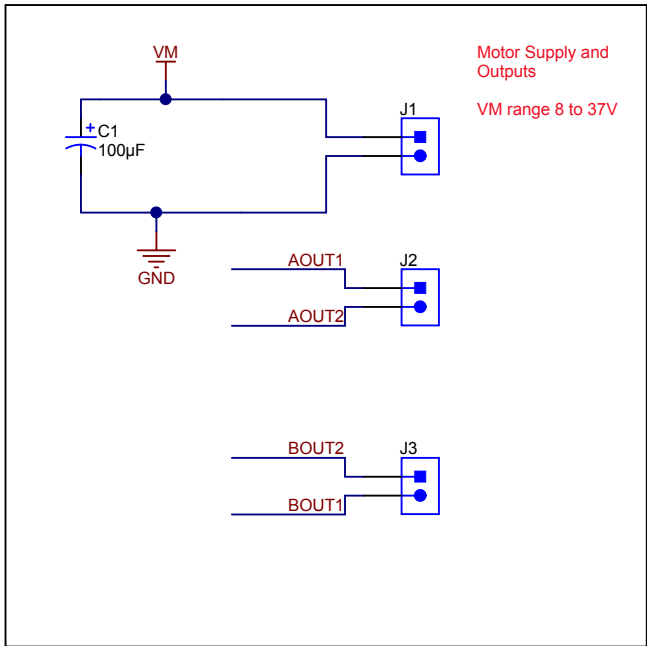 VM
Motor Supply and
Outputs
VM range 8 to 37V
J1
+
C1
100µF
GND
AOUT1
J2
AOUT2
BOUT2
J3
BOUT1